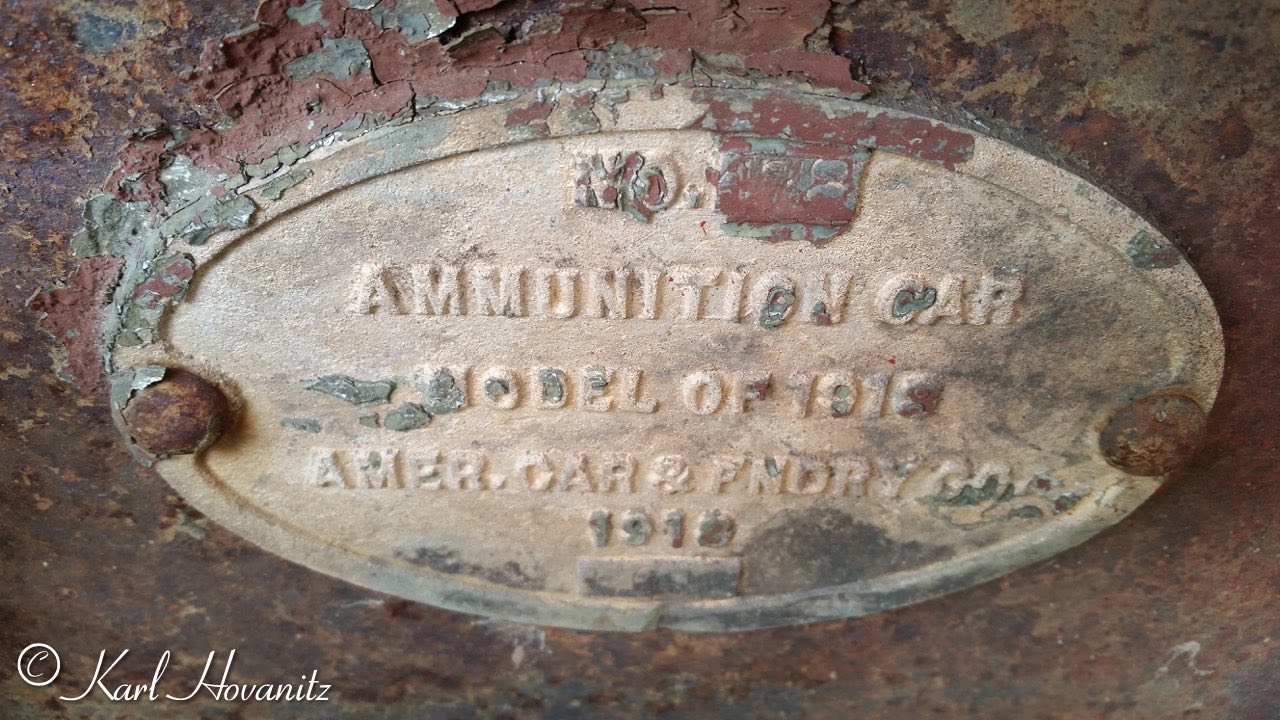 NO.
AMMUNITION CAR
MODEL OF 1918
AMER. CAR & FNDRY CO.
1918
© Karl Hovanitz